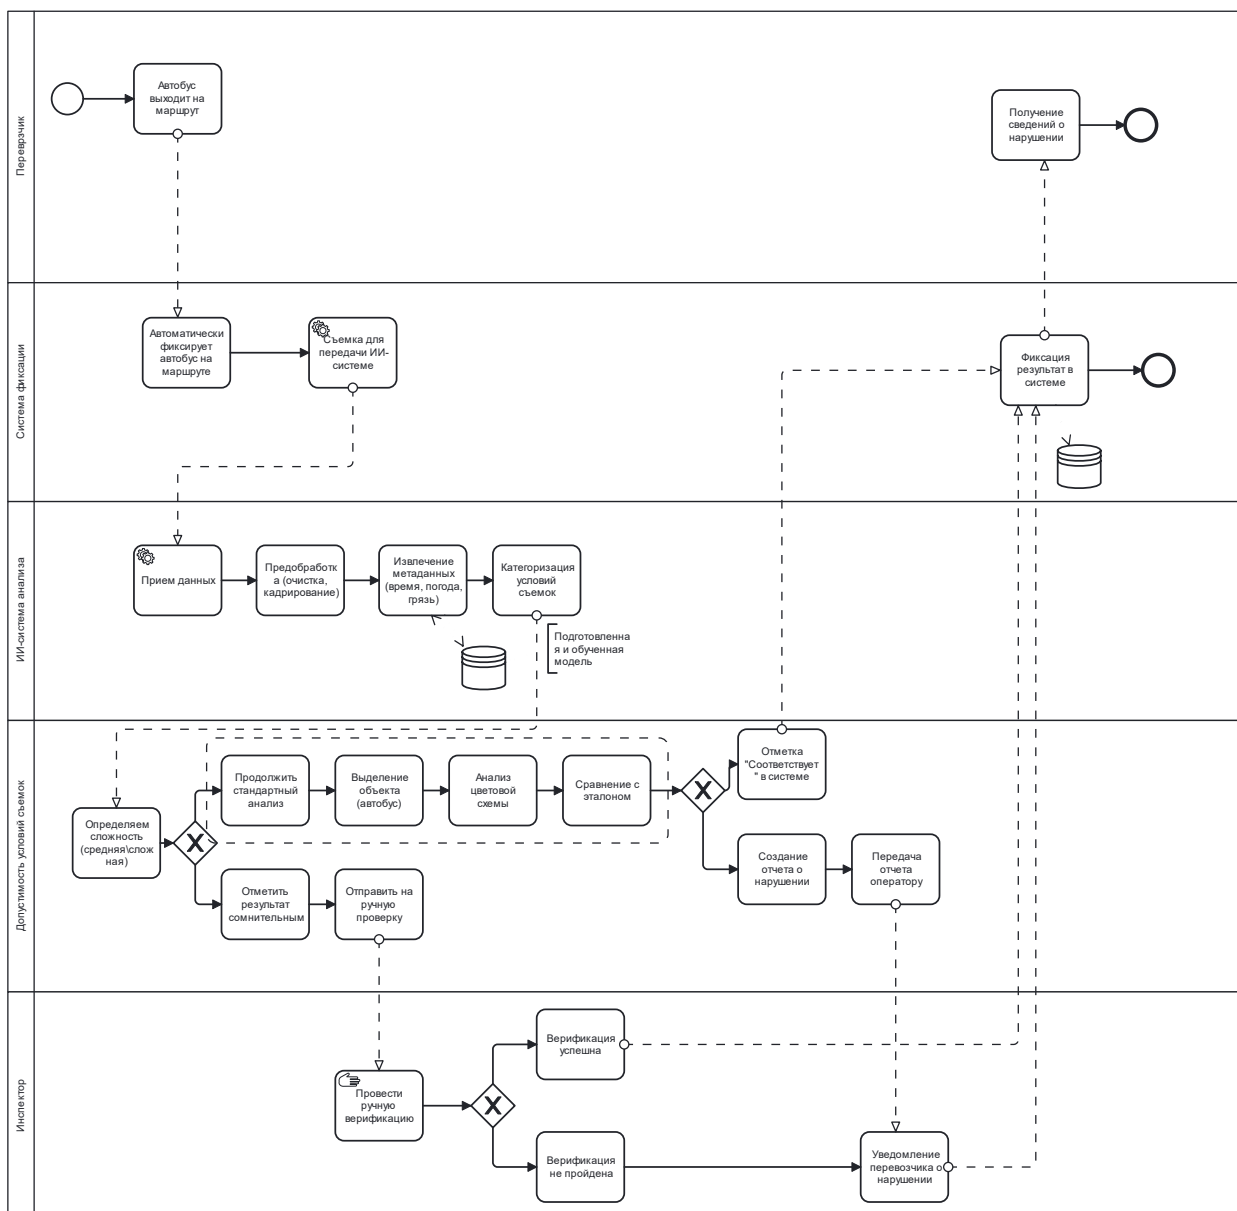 Переврзчик
Автобус
выходит на
маршрут
Получение
сведений о
нарушении
Система фиксации
Автоматически
фиксирует
автобус на
маршруте
Съемка для
передачи ИИ-
системе
Фиксация
результат в
системе
ИИ-система анализа
Прием данных
Предобработк
а (очистка,
кадрирование)
Извлечение
метаданных
(время, погода,
грязь)
Категоризация
условий
съемок
Подготовленна
я и обученная
модель
Допустимость условий съемок
Определяем
сложность
(средняя\слож
ная)
Продолжить
стандартный
анализ
Выделение
объекта
(автобус)
Анализ
цветовой
схемы
Сравнение с
эталоном
Отметка
"Соответствует
" в системе
Создание
отчета о
нарушении
Передача
отчета
оператору
Отметить
результат
сомнительным
Отправить на
ручную
проверку
Инспектор
Провести
ручную
верификацию
Верификация
успешна
Верификация
не пройдена
Уведомление
перевозчика о
нарушении